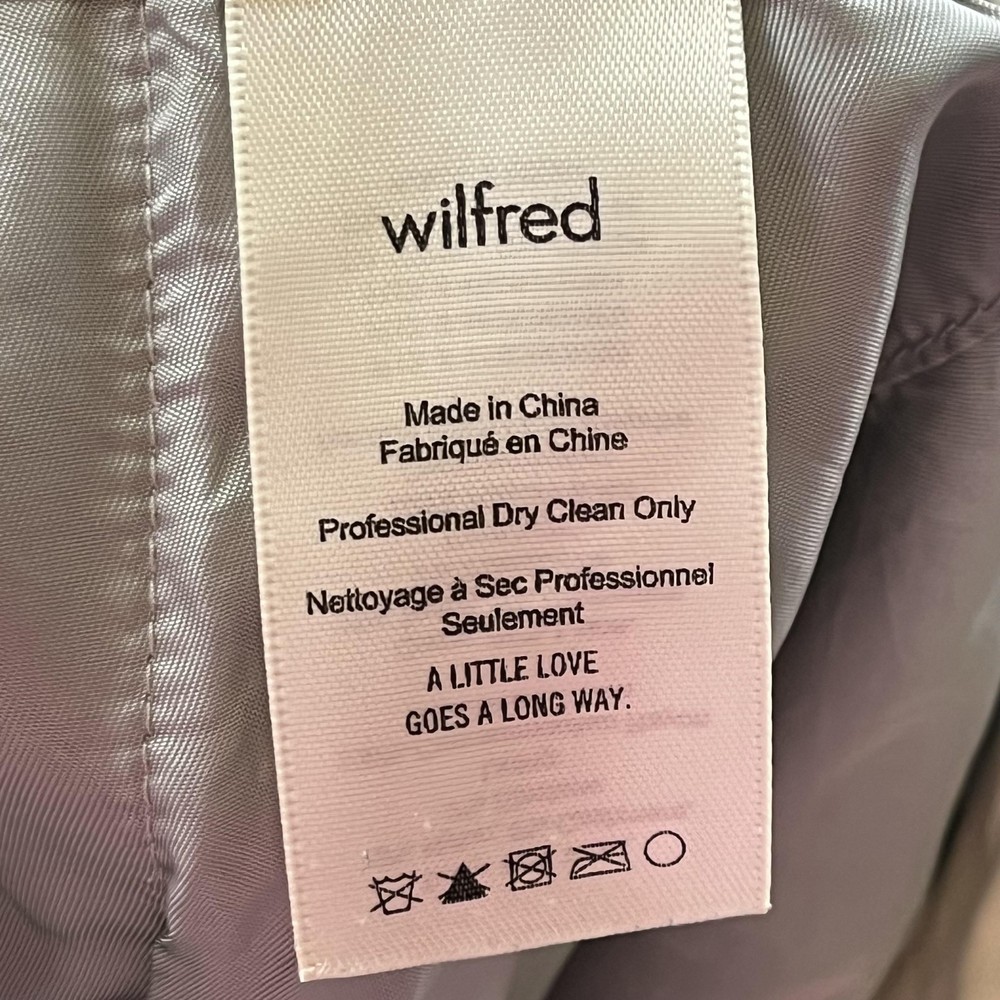 wilfred
Made in China
Fabriqué en Chine
Professional Dry Clean Only
Nettoyage à Sec Professionnel
Seulement
A LITTLE LOVE
GOES A LONG WAY.